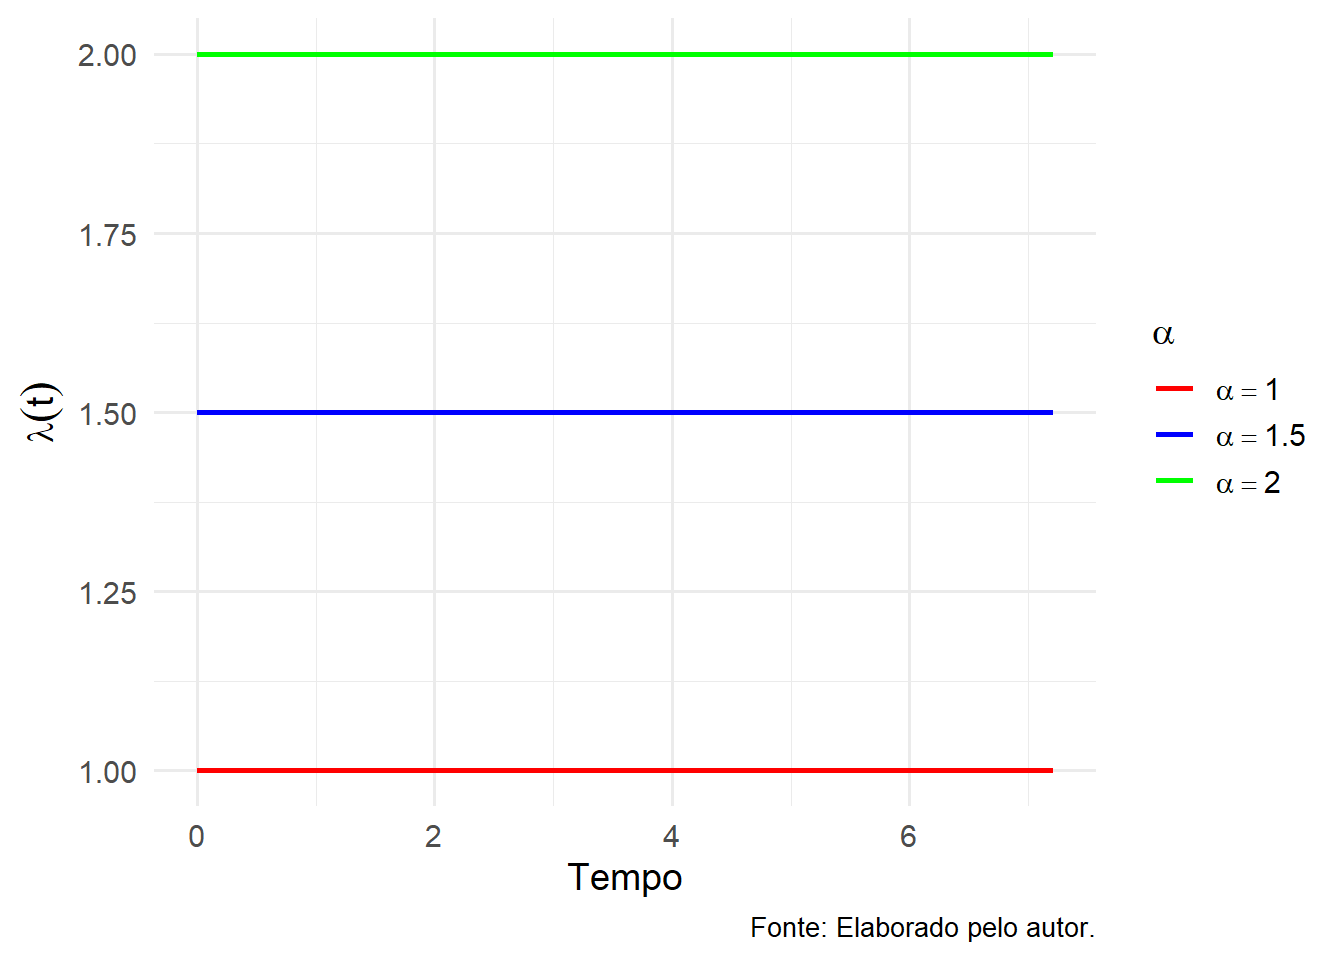 2.00
1.75
1.50
1.25
1.00
λ(t)
0 2 4 6
Tempo
Fonte: Elaborado pelo autor.
α
α = 1
α = 1.5
α = 2